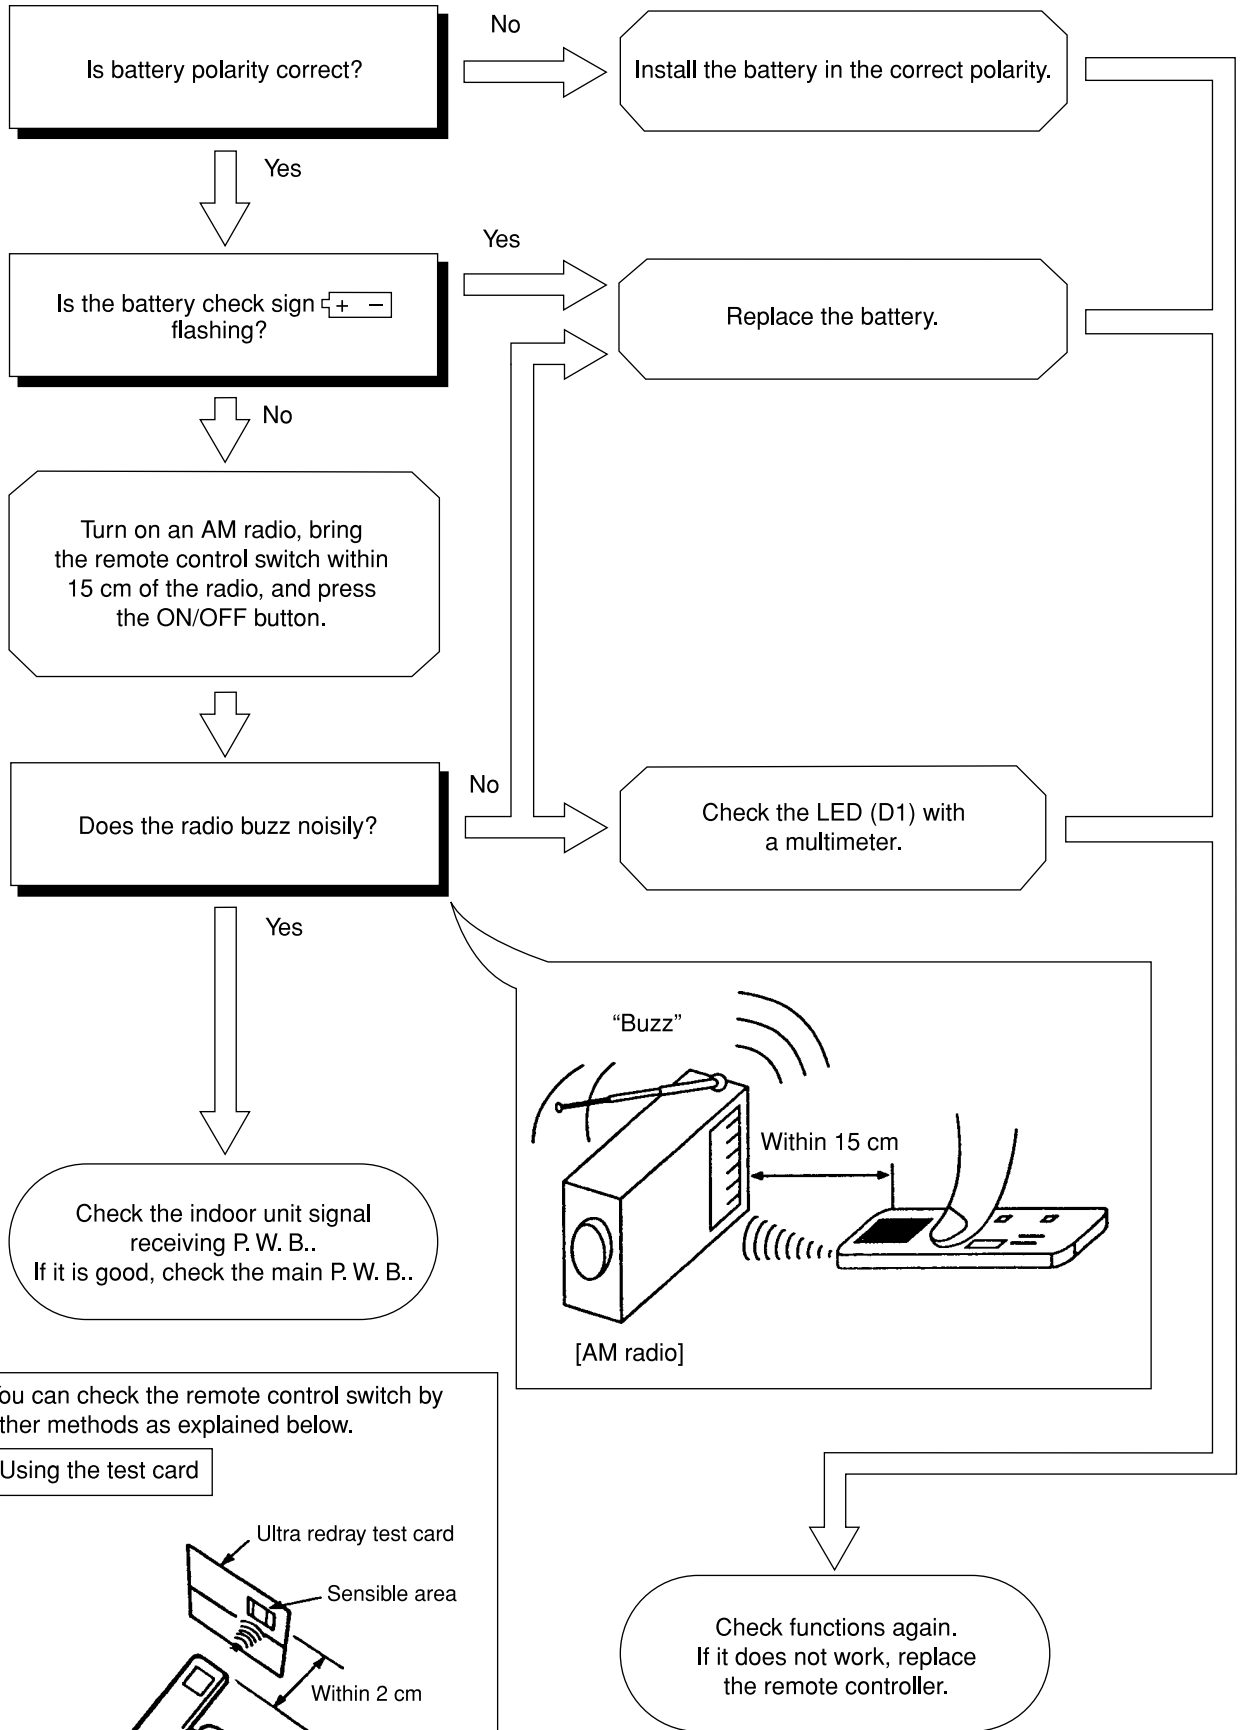 No
Is battery polarity correct?
Install the battery in the correct polarity.
Yes
Yes
Is the battery check sign + −
flashing?
Replace the battery.
No
Turn on an AM radio, bring
the remote control switch within
15 cm of the radio, and press
the ON/OFF button.
No
Does the radio buzz noisily?
Check the LED (D1) with
a multimeter.
Yes
“Buzz”
Within 15 cm
[AM radio]
Check the indoor unit signal
receiving P. W. B..
If it is good, check the main P. W. B..
You can check the remote control switch by
ther methods as explained below.
Using the test card
Ultra redray test card
Sensible area
Within 2 cm
Check functions again.
If it does not work, replace
the remote controller.